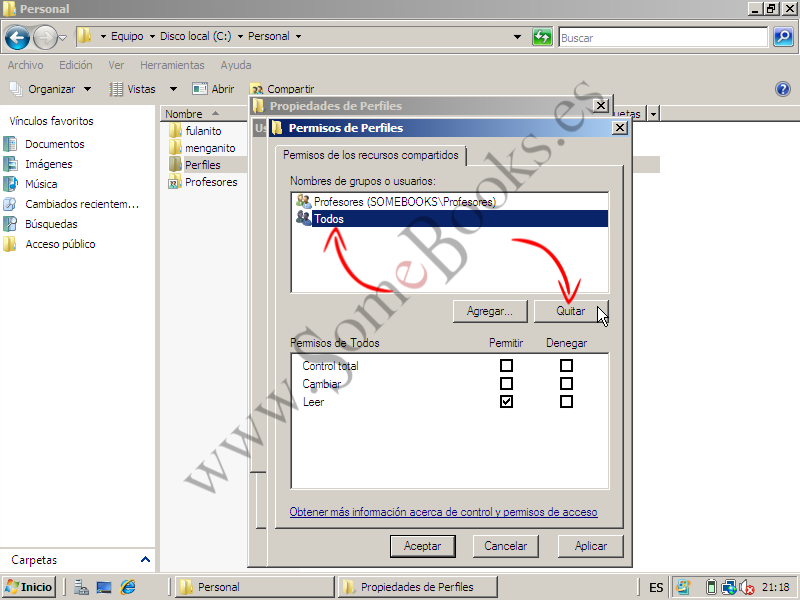 Personal
Equipo
Disco local (C:)
Personal
Buscar
Archivo
Edición
Ver
Herramientas
Ayuda
Organizar
Vistas
Abrir
Compartir
Vínculos favoritos
Documentos
Imágenes
Música
Cambiados recientem...
Búsquedas
Acceso público
Carpetas
Nombre
fulanito
menganito
Perfiles
Profesores
Propiedades de Perfiles
Permisos de Perfiles
Permisos de los recursos compartidos
Nombres de grupos o usuarios:
Profesores (SOMEBOOKS\Profesores)
Todos
Agregar...
Quitar
Permisos de Todos
Permitir
Denegar
Control total
Cambiar
Leer
Obtener más información acerca de control y permisos de acceso
Aceptar
Cancelar
Aplicar
www.SomeBooks.es
Inicio
Personal
Propiedades de Perfiles
ES
21:18